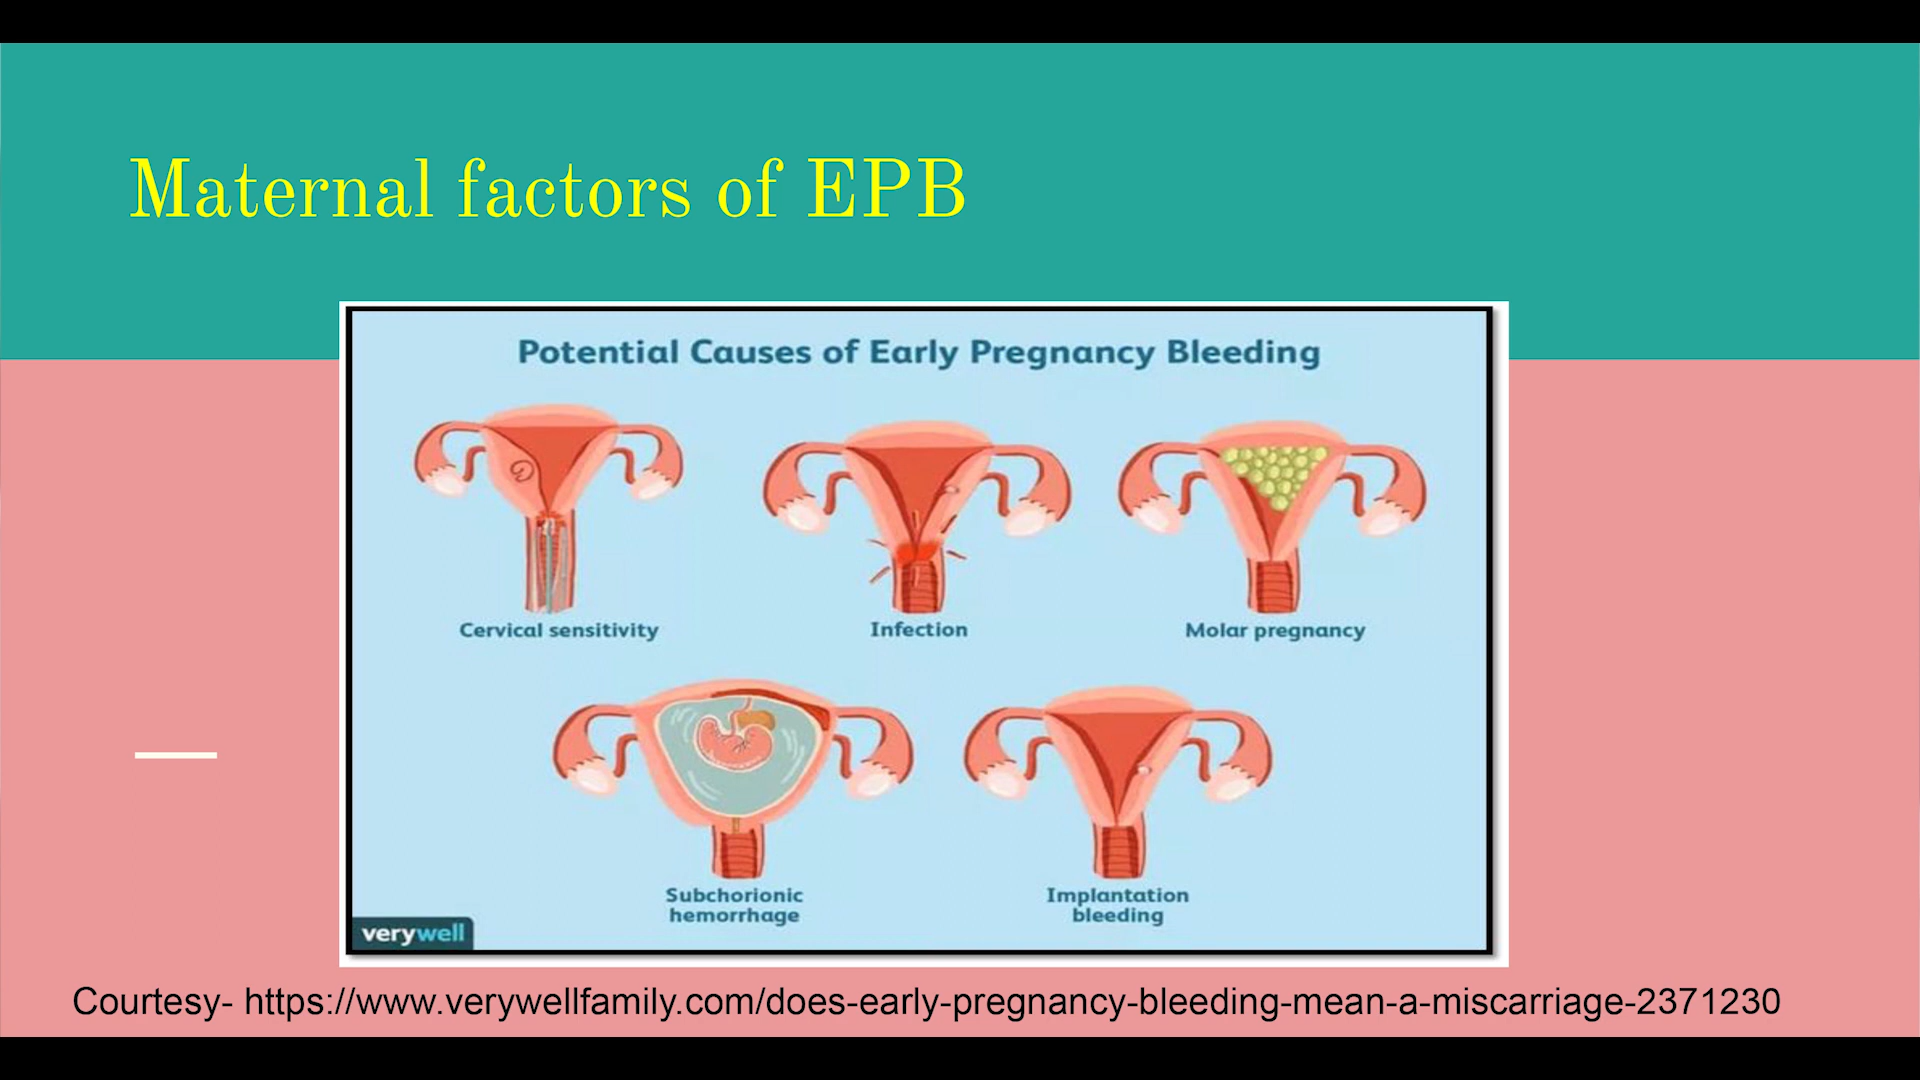 Maternal factors of EPB
Potential Causes of Early Pregnancy Bleeding
Cervical sensitivity
Infection
Molar pregnancy
Subchorionic
hemorrhage
Implantation
bleeding
verywell
Courtesy- https://www.verywellfamily.com/does-early-pregnancy-bleeding-mean-a-miscarriage-2371230